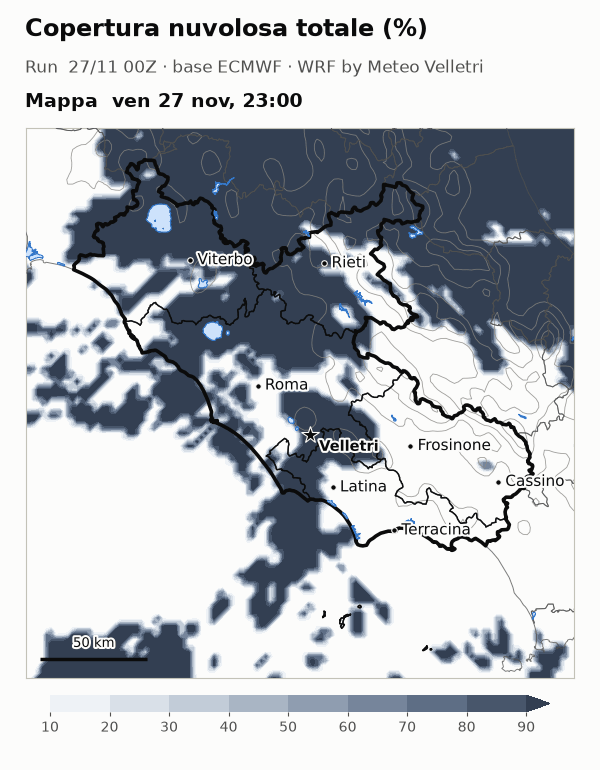 Copertura nuvolosa totale (%)
Run  27/11 00Z · base ECMWF · WRF by Meteo Velletri
Mappa  ven 27 nov, 23:00
Viterbo
Rieti
Roma
Velletri
Frosinone
Cassino
Latina
Terracina
50 km
10 20 30 40 50 60 70 80 90